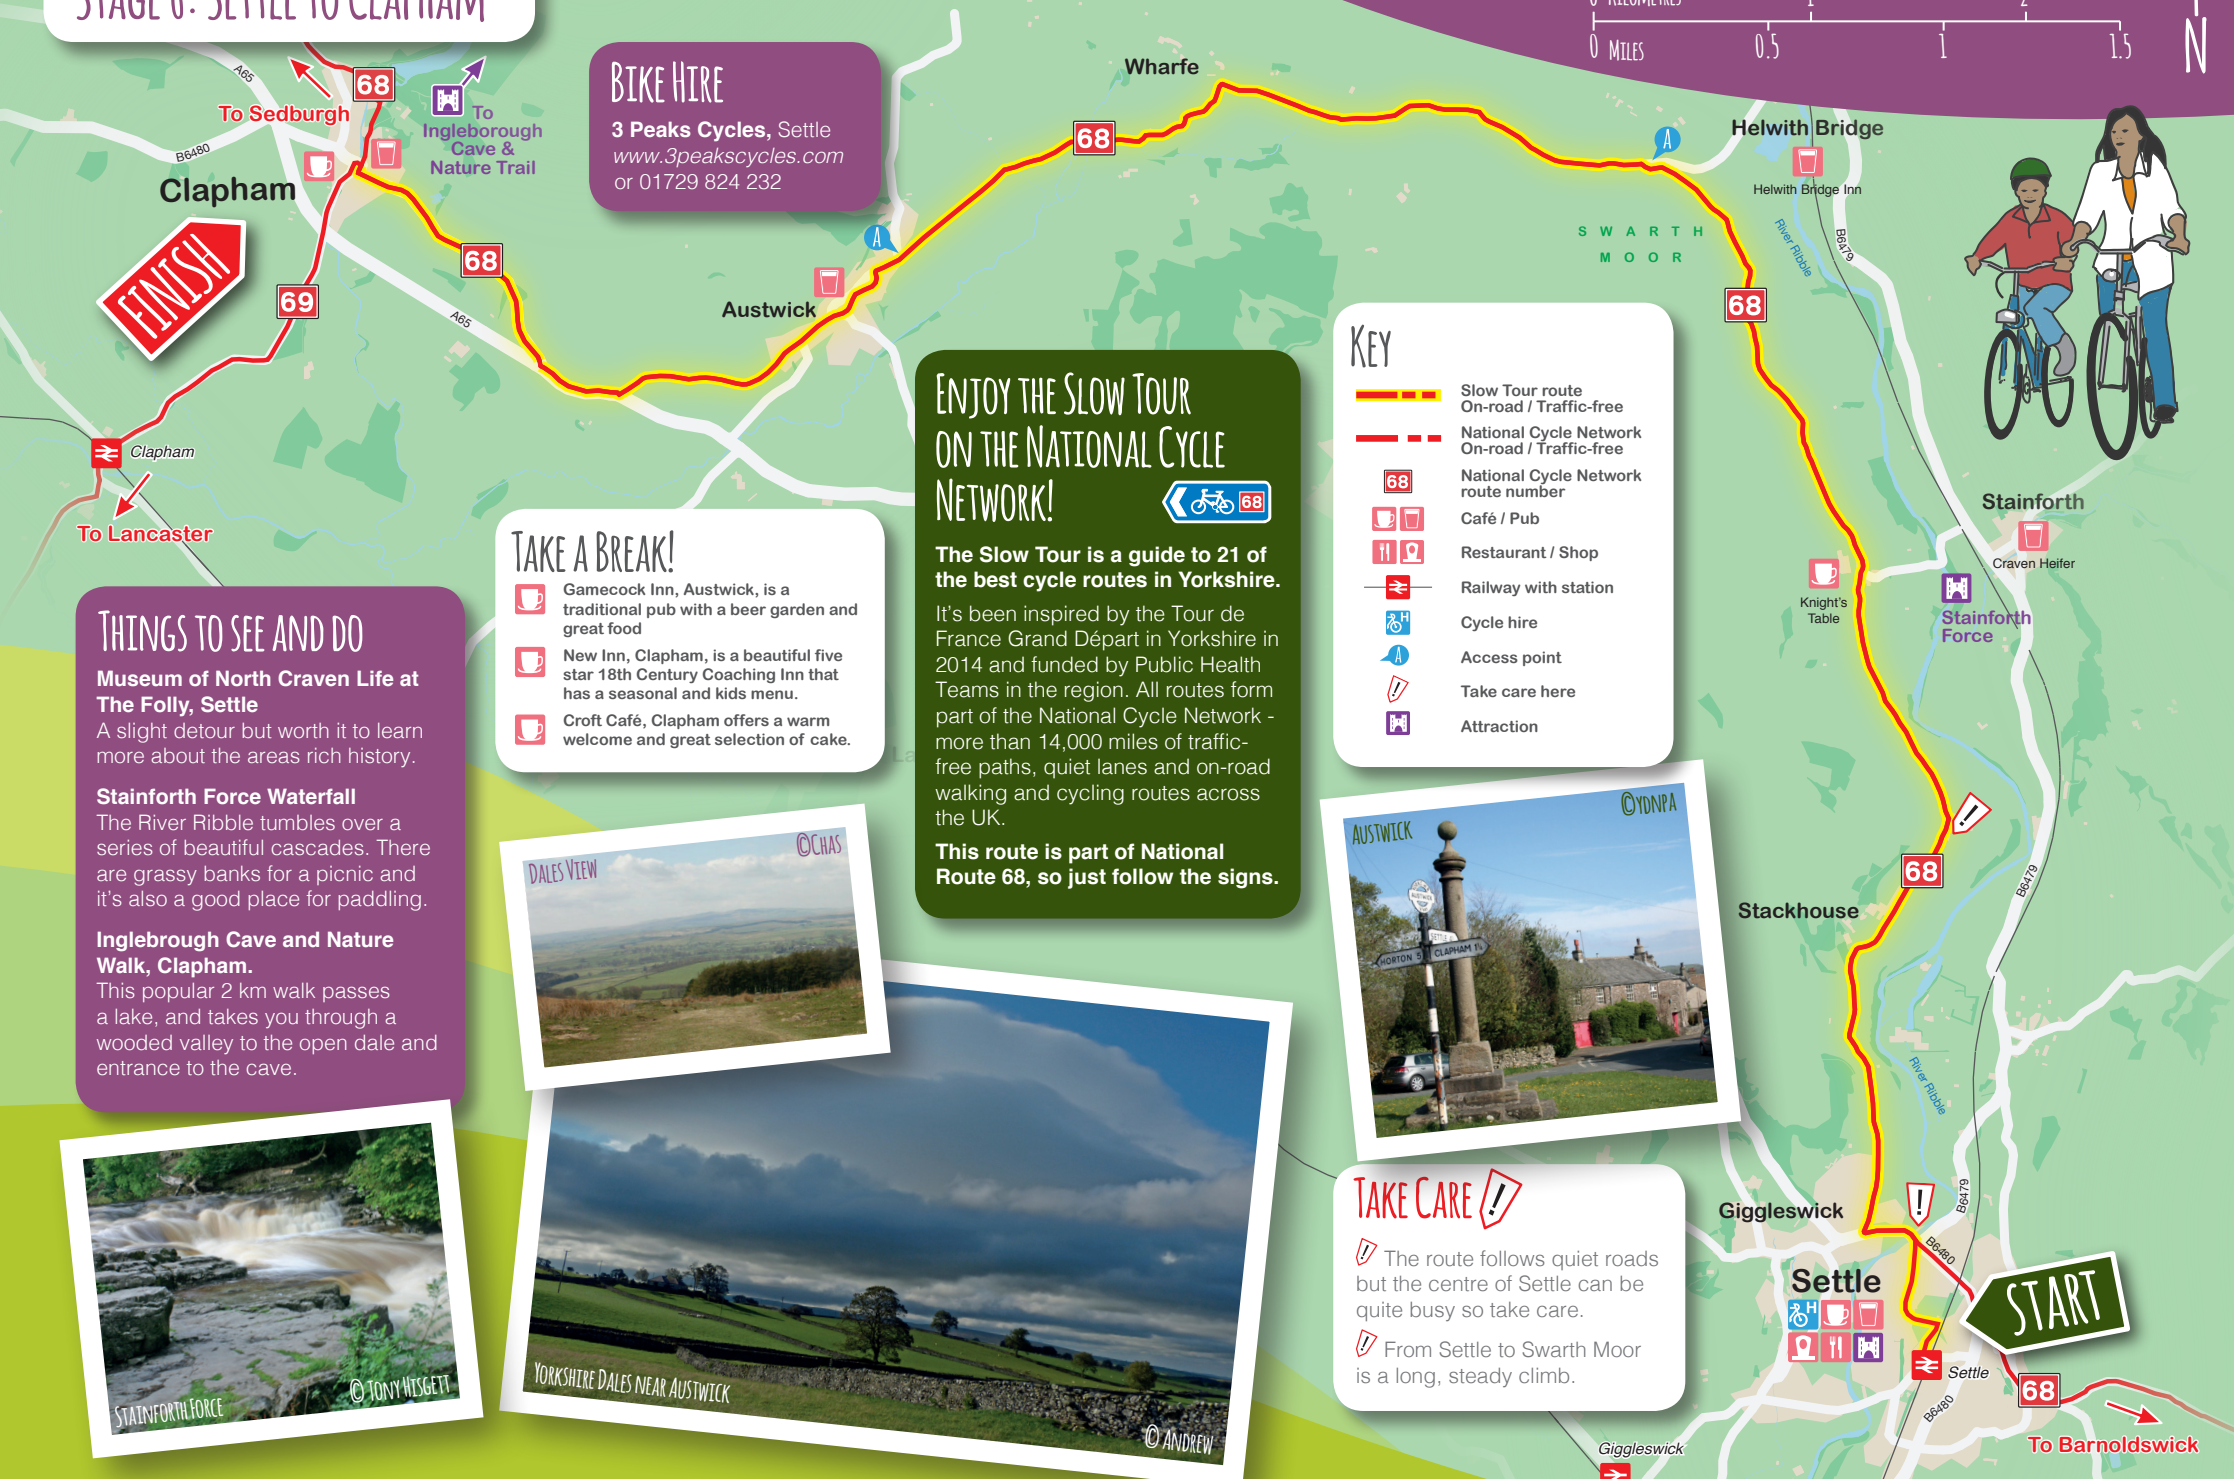 STAGE 6: SETTLE TO CLAPHAM
0 KILOMETRES 1 2
0 MILES 0.5 1 1.5
N
BIKE HIRE
3 Peaks Cycles, Settle
www.3peakscycles.com
or 01729 824 232
A65
To Sedburgh
68
To
Ingleborough
Cave &
Nature Trail
B6480
Clapham
FINISH
69
68
A65
Clapham
To Lancaster
Austwick
A
Wharfe
68
A
Helwith Bridge
Helwith Bridge Inn
River Ribble
B6479
SWARTH
MOOR
68
Stainforth
Craven Heifer
Knight's
Table
Stainforth
Force
68
Stackhouse
B6479
River Ribble
Giggleswick
B6479
B6480
Settle
H
START
Settle
68
B6480
To Barnoldswick
Giggleswick
La
KEY
Slow Tour route
On-road / Traffic-free
National Cycle Network
On-road / Traffic-free
68
National Cycle Network
route number
Café / Pub
Restaurant / Shop
Railway with station
H
Cycle hire
A
Access point
!
Take care here
Attraction
ENJOY THE SLOW TOUR
ON THE NATIONAL CYCLE
NETWORK!
68
The Slow Tour is a guide to 21 of
the best cycle routes in Yorkshire.
It's been inspired by the Tour de
France Grand Départ in Yorkshire in
2014 and funded by Public Health
Teams in the region. All routes form
part of the National Cycle Network -
more than 14,000 miles of traffic-
free paths, quiet lanes and on-road
walking and cycling routes across
the UK.
This route is part of National
Route 68, so just follow the signs.
TAKE A BREAK!
Gamecock Inn, Austwick, is a
traditional pub with a beer garden and
great food
New Inn, Clapham, is a beautiful five
star 18th Century Coaching Inn that
has a seasonal and kids menu.
Croft Café, Clapham offers a warm
welcome and great selection of cake.
THINGS TO SEE AND DO
Museum of North Craven Life at
The Folly, Settle
A slight detour but worth it to learn
more about the areas rich history.
Stainforth Force Waterfall
The River Ribble tumbles over a
series of beautiful cascades. There
are grassy banks for a picnic and
it's also a good place for paddling.
Inglebrough Cave and Nature
Walk, Clapham.
This popular 2 km walk passes
a lake, and takes you through a
wooded valley to the open dale and
entrance to the cave.
DALES VIEW
©CHAS
AUSTWICK
©YDNPA
AUSTWICK
SETTLE
HORTON 5
CLAPHAM 1¼
STAINFORTH FORCE
© TONY HISGETT
YORKSHIRE DALES NEAR AUSTWICK
© ANDREW
TAKE CARE !
! The route follows quiet roads
but the centre of Settle can be
quite busy so take care.
! From Settle to Swarth Moor
is a long, steady climb.